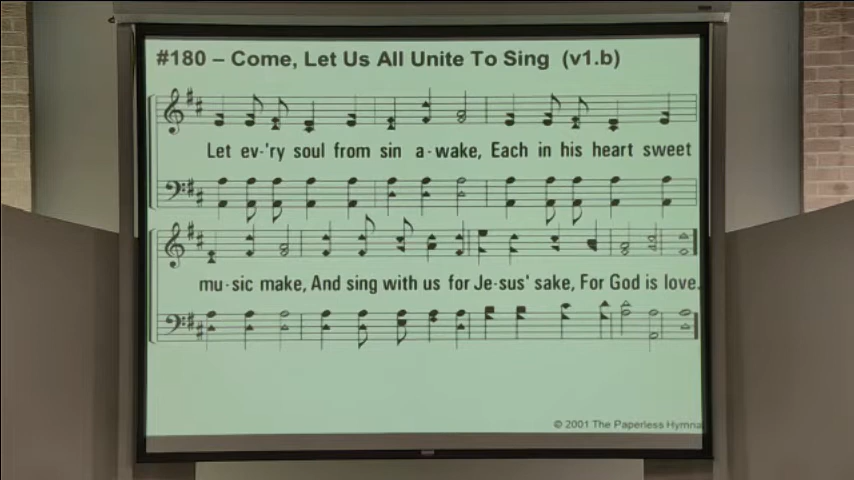 #180 – Come, Let Us All Unite To Sing (v1.b)
Let ev-'ry soul from sin a-wake, Each in his heart sweet
mu-sic make, And sing with us for Je-sus' sake, For God is love.
© 2001 The Paperless Hymna